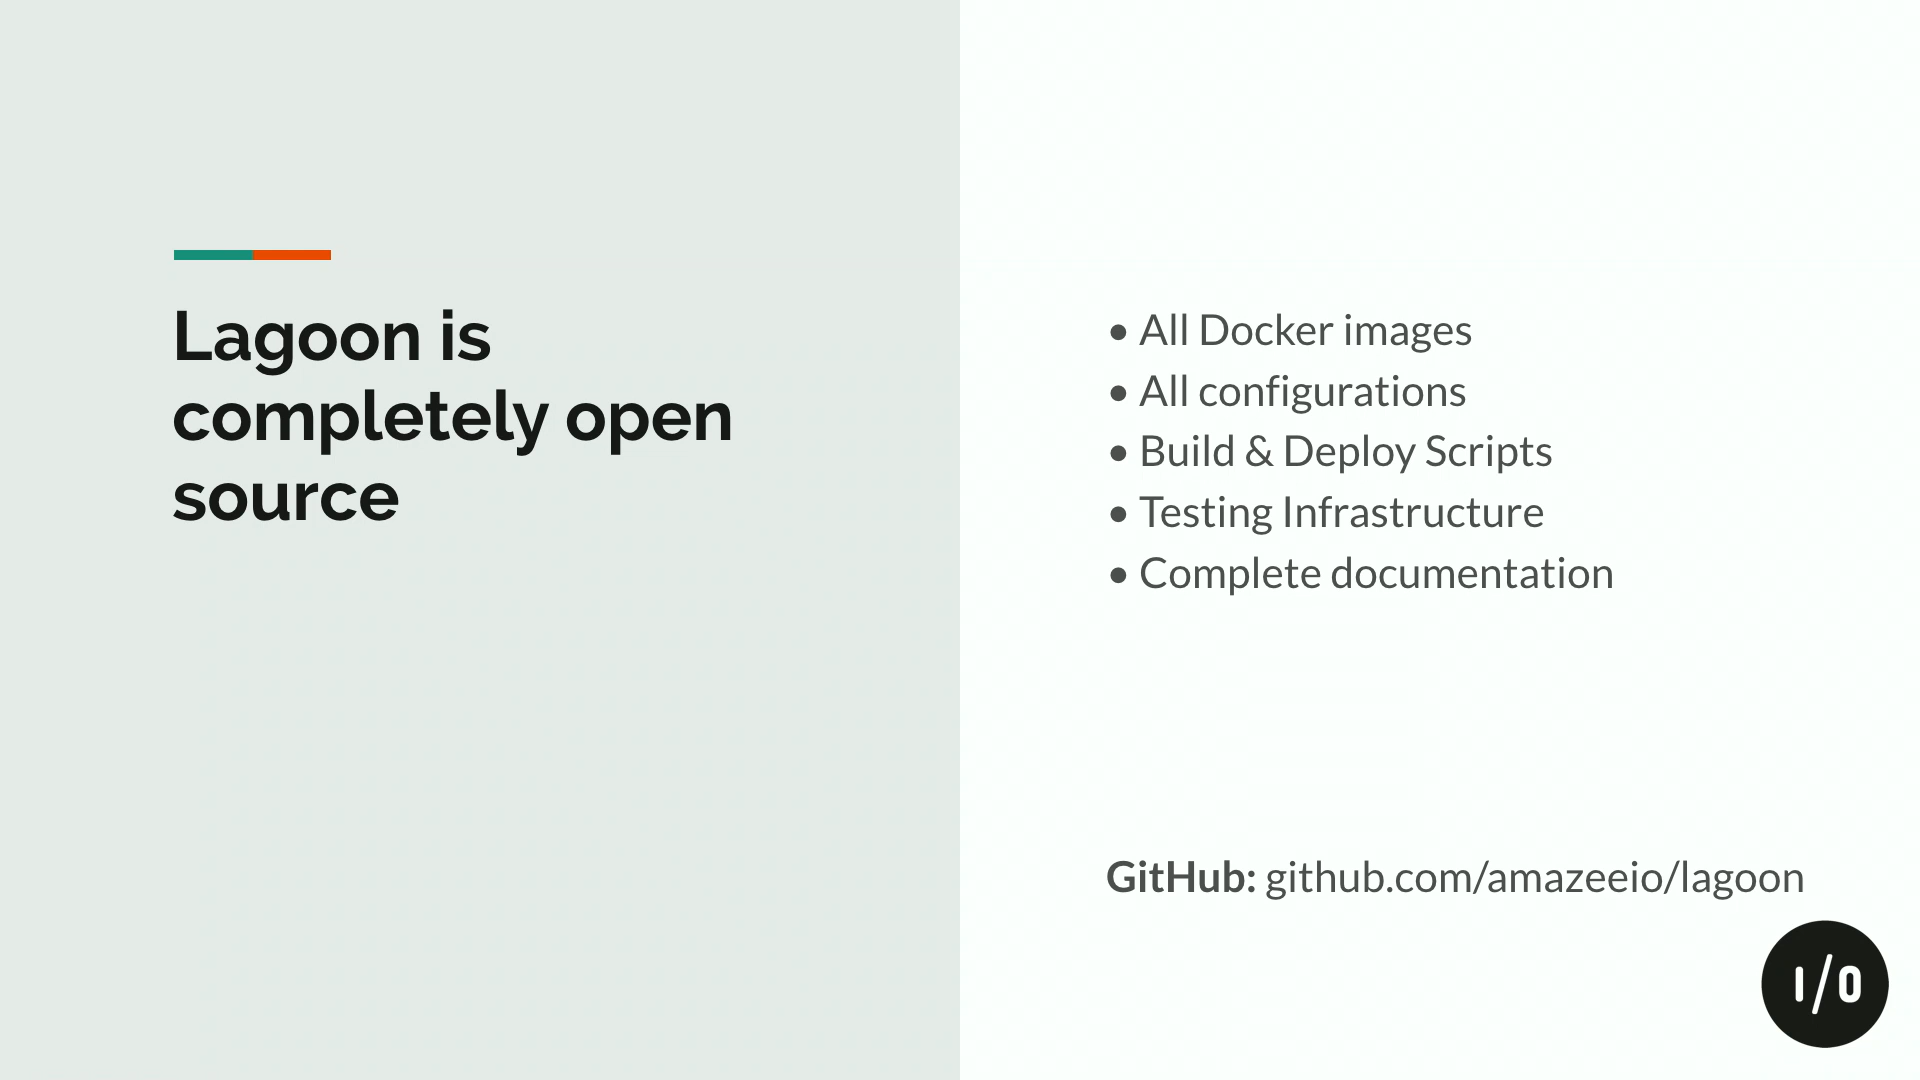 Lagoon is
completely open
source
• All Docker images
• All configurations
• Build & Deploy Scripts
• Testing Infrastructure
• Complete documentation
GitHub: github.com/amazeeio/lagoon
I/O